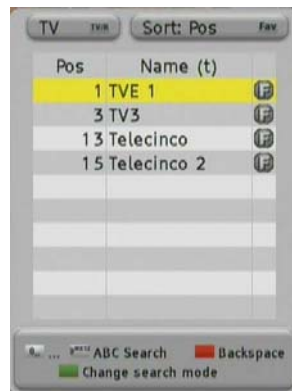 TV TV/R Sort: Pos Fav
Pos Name (t)
1 TVE 1
3 TV3
13 Telecinco
15 Telecinco 2
... ABC Search Backspace
Change search mode